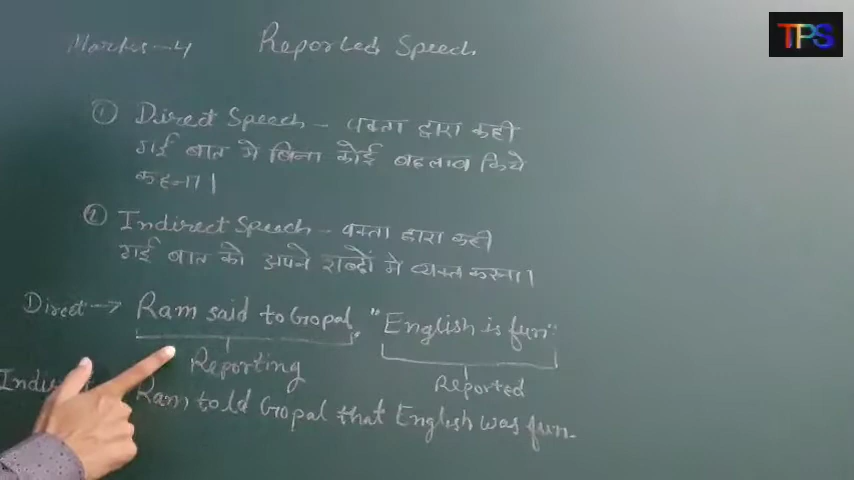 Marks-4
Reported Speech
TPS
① Direct Speech - वक्ता द्वारा कही
गई बात में बिना कोई बदलाव किये
कहना।
② Indirect Speech - वक्ता द्वारा कही
गई बात को अपने शब्दों में व्यक्त करना।
Direct → Ram said to Gopal, "English is fun"
Reporting
Reported
Ram told Gopal that English was fun.